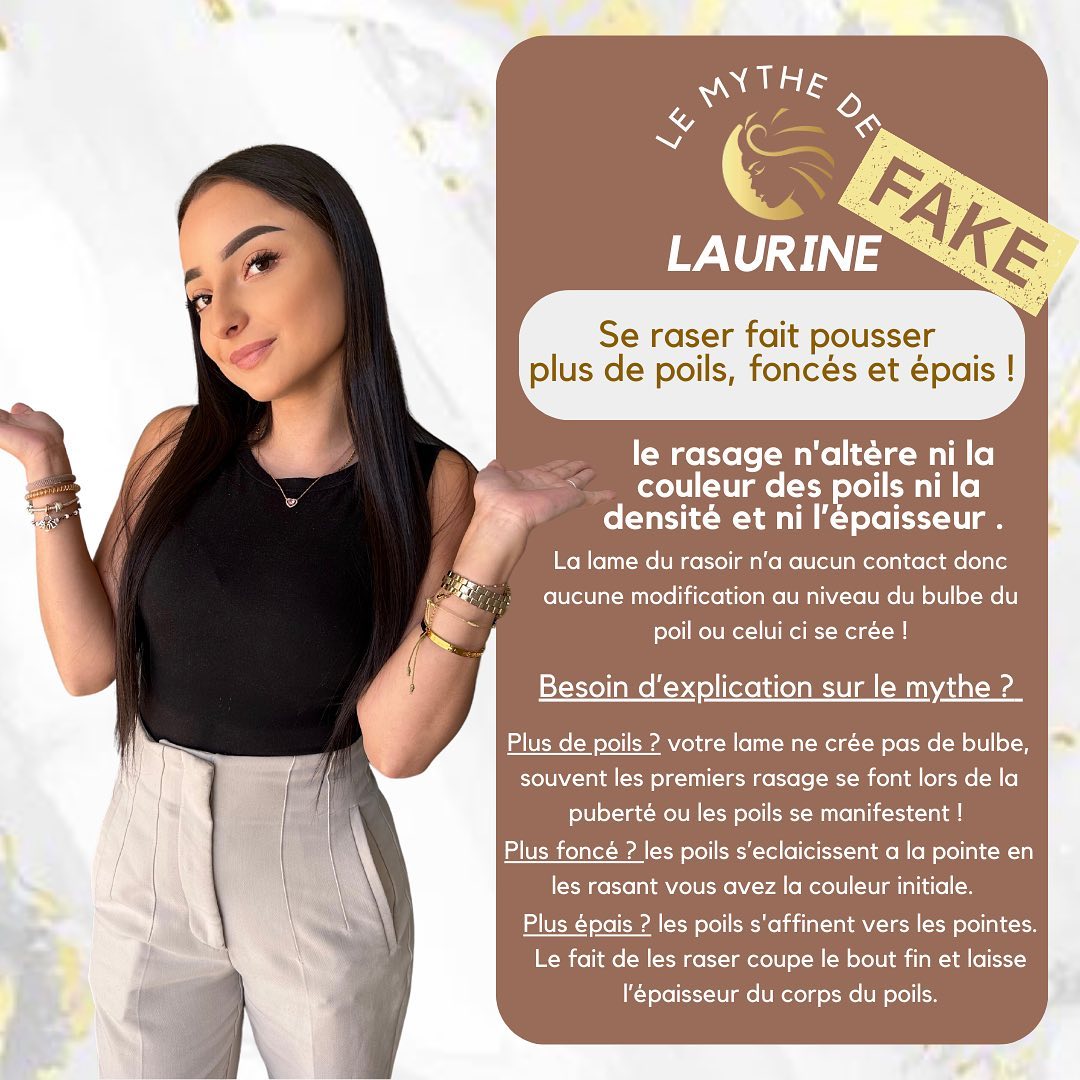 LE MYTHE DE
FAKE
LAURINE
Se raser fait pousser
plus de poils, foncés et épais !
le rasage n'altère ni la
couleur des poils ni la
densité et ni l’épaisseur .
La lame du rasoir n’a aucun contact donc
aucune modification au niveau du bulbe du
poil ou celui ci se crée !
Besoin d’explication sur le mythe ?
Plus de poils ? votre lame ne crée pas de bulbe,
souvent les premiers rasage se font lors de la
puberté ou les poils se manifestent !
Plus foncé ? les poils s’eclaicissent a la pointe en
les rasant vous avez la couleur initiale.
Plus épais ? les poils s'affinent vers les pointes.
Le fait de les raser coupe le bout fin et laisse
l’épaisseur du corps du poils.